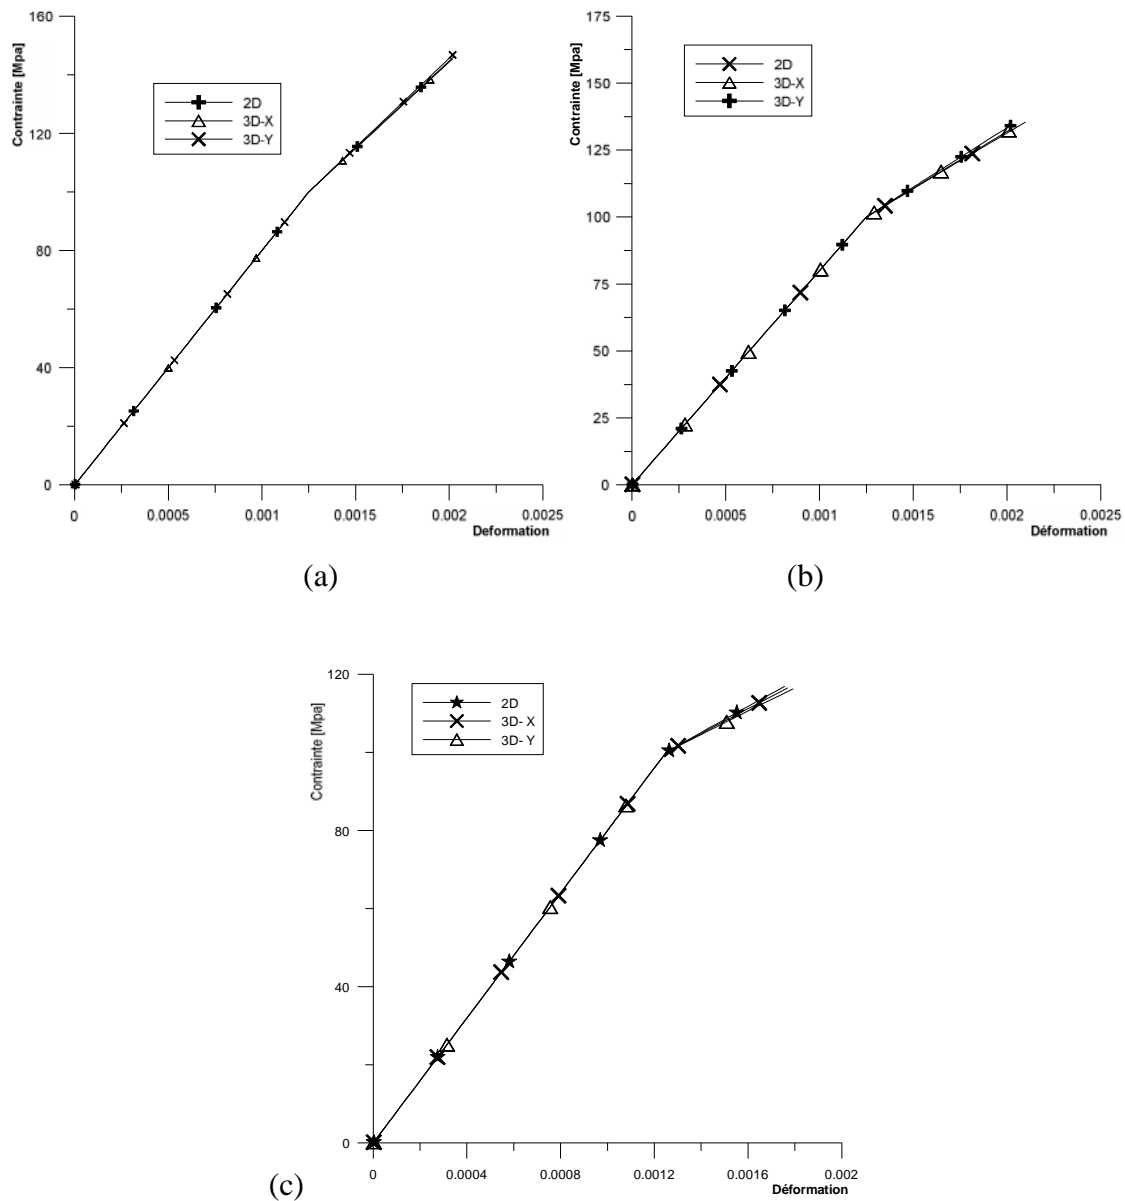 160
120
80
40
0
Contrainte [Mpa]
2D
3D-X
3D-Y
0 0.0005 0.001 0.0015 0.002 0.0025
Deformation
(a)
175
150
125
100
75
50
25
0
Contrainte [Mpa]
2D
3D-X
3D-Y
0 0.0005 0.001 0.0015 0.002 0.0025
Déformation
(b)
120
80
40
0
Contrainte [Mpa]
2D
3D- X
3D- Y
0 0.0004 0.0008 0.0012 0.0016 0.002
Déformation
(c)